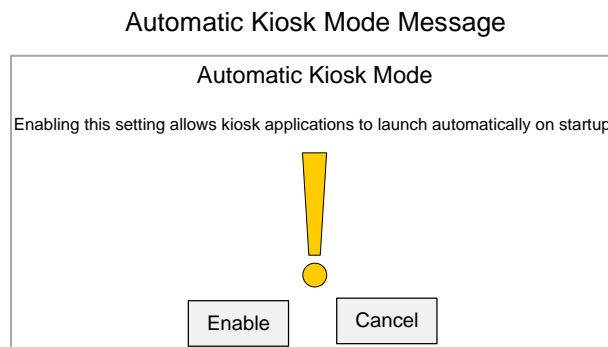 Automatic Kiosk Mode Message
Automatic Kiosk Mode
Enabling this setting allows kiosk applications to launch automatically on startup
Enable
Cancel